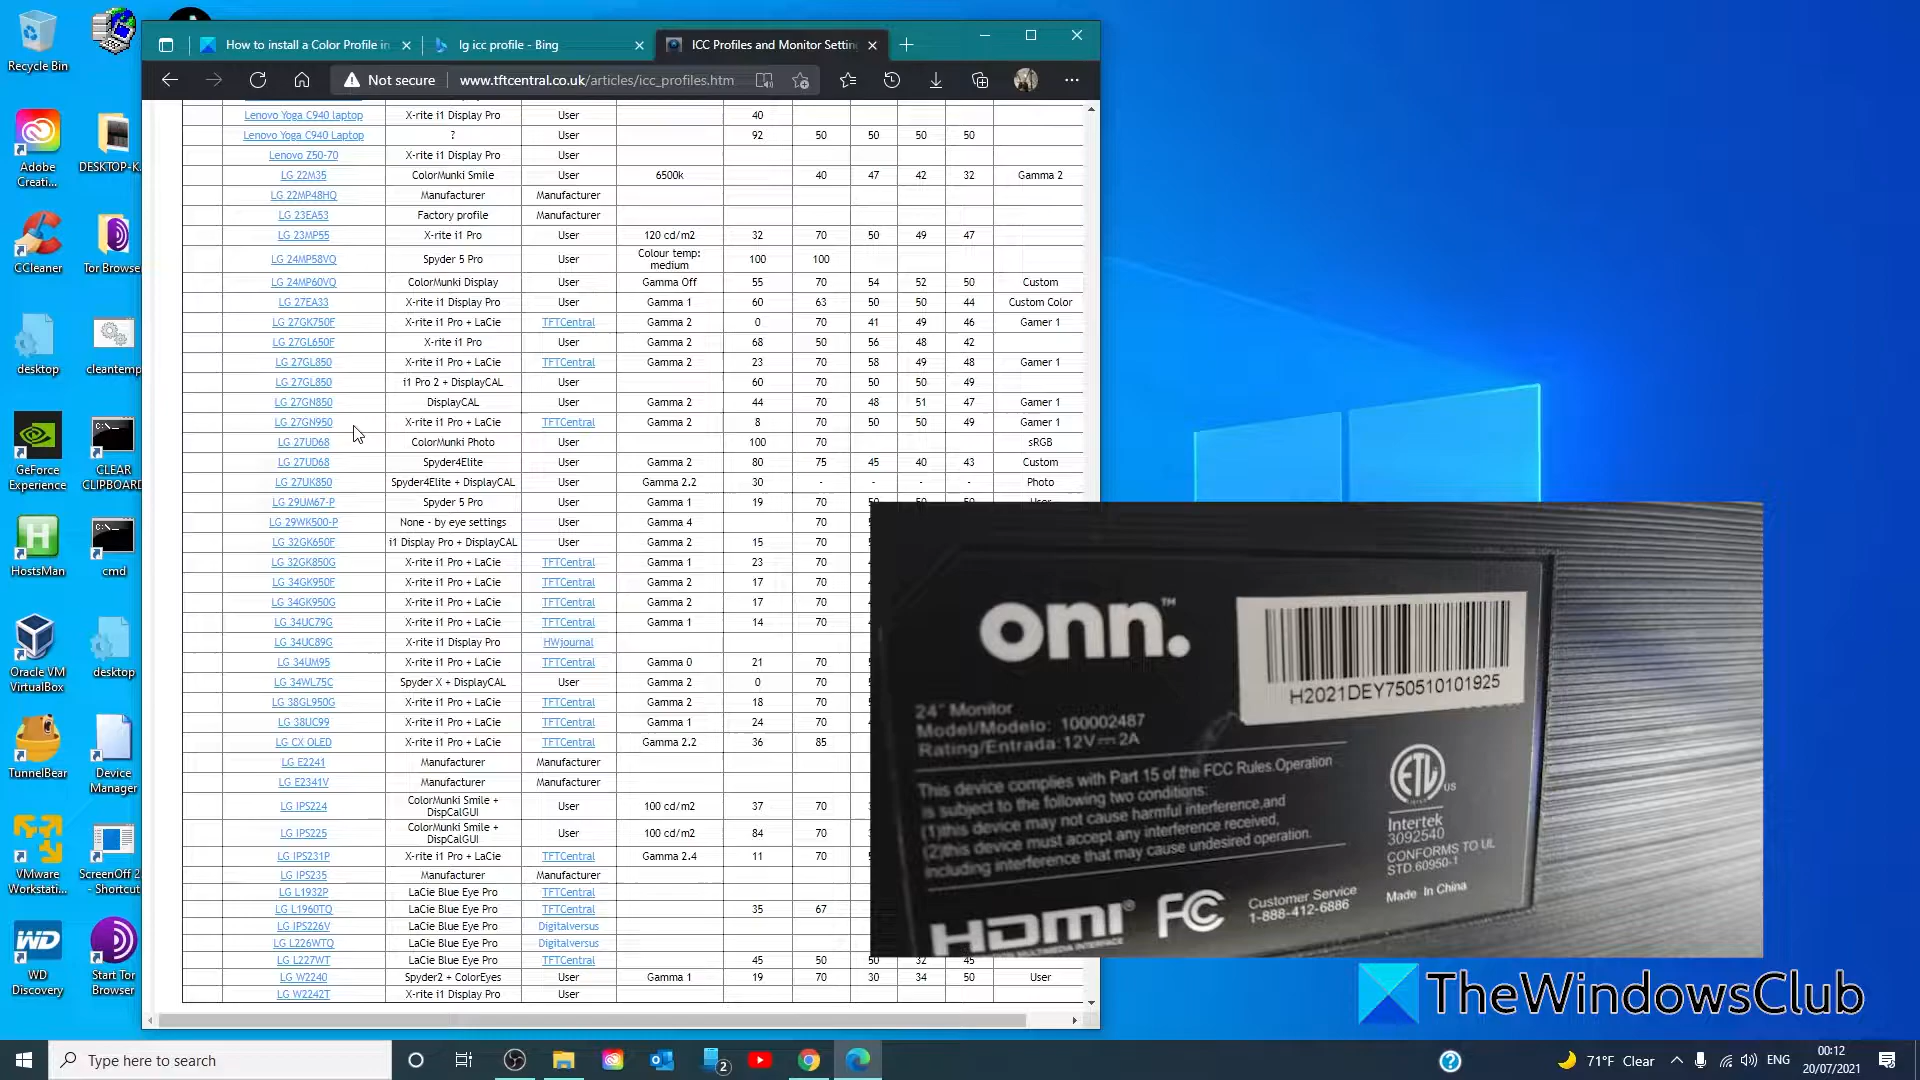 How to install a Color Profile in
lg icc profile - Bing
ICC Profiles and Monitor Settin
Not secure
www.tftcentral.co.uk/articles/icc_profiles.htm
Lenovo Yoga C940 laptop X-rite i1 Display Pro User 40
Lenovo Yoga C940 Laptop ? User 92 50 50 50 50
Lenovo Z50-70 X-rite i1 Display Pro User
LG 22M35 ColorMunki Smile User 6500k 40 47 42 32 Gamma 2
LG 22MP48HQ Manufacturer Manufacturer
LG 23EA53 Factory profile Manufacturer
LG 23MP55 X-rite i1 Pro User 120 cd/m2 32 70 50 49 47
LG 24MP58VQ Spyder 5 Pro User Colour temp: medium 100 100
LG 24MP60VQ ColorMunki Display User Gamma Off 55 70 54 52 50 Custom
LG 27EA33 X-rite i1 Display Pro User Gamma 1 60 63 50 50 44 Custom Color
LG 27GK750F X-rite i1 Pro + LaCie TFTCentral Gamma 2 0 70 41 49 46 Gamer 1
LG 27GL650F X-rite i1 Pro User Gamma 2 68 50 56 48 42
LG 27GL850 X-rite i1 Pro + LaCie TFTCentral Gamma 2 23 70 58 49 48 Gamer 1
LG 27GL850 i1 Pro 2 + DisplayCAL User 60 70 50 50 49
LG 27GN850 DisplayCAL User Gamma 2 44 70 48 51 47 Gamer 1
LG 27GN950 X-rite i1 Pro + LaCie TFTCentral Gamma 2 8 70 50 50 49 Gamer 1
LG 27UD68 ColorMunki Photo User 100 70 sRGB
LG 27UD68 Spyder4Elite User Gamma 2 80 75 45 40 43 Custom
LG 27UK850 Spyder4Elite + DisplayCAL User Gamma 2.2 30 - - - Photo
LG 29UM67-P Spyder 5 Pro User Gamma 1 19 70
LG 29WK500-P None - by eye settings User Gamma 4 70
LG 32GK650F i1 Display Pro + DisplayCAL User Gamma 2 15 70
LG 32GK850G X-rite i1 Pro + LaCie TFTCentral Gamma 1 23 70
LG 34GK950F X-rite i1 Pro + LaCie TFTCentral Gamma 2 17 70
LG 34GK950G X-rite i1 Pro + LaCie TFTCentral Gamma 2 17 70
LG 34UC79G X-rite i1 Pro + LaCie TFTCentral Gamma 1 14 70
LG 34UC89G X-rite i1 Display Pro HWjournal
LG 34UM95 X-rite i1 Pro + LaCie TFTCentral Gamma 0 21 70
LG 34WL75C Spyder X + DisplayCAL User Gamma 2 0 70
LG 38GL950G X-rite i1 Pro + LaCie TFTCentral Gamma 2 18 70
LG 38UC99 X-rite i1 Pro + LaCie TFTCentral Gamma 1 24 70
LG CX OLED X-rite i1 Pro + LaCie TFTCentral Gamma 2.2 36 85
LG E2241 Manufacturer Manufacturer
LG E2341V Manufacturer Manufacturer
LG IPS224 ColorMunki Smile + DispCalGUI User 100 cd/m2 37 70
LG IPS225 ColorMunki Smile + DispCalGUI User 100 cd/m2 84 70
LG IPS231P X-rite i1 Pro + LaCie TFTCentral Gamma 2.4 11 70
LG IPS235 Manufacturer Manufacturer
LG L1932P LaCie Blue Eye Pro TFTCentral
LG L1960TQ LaCie Blue Eye Pro TFTCentral 35 67
LG IPS226V LaCie Blue Eye Pro Digitalversus
LG L226WTQ LaCie Blue Eye Pro Digitalversus
LG L227WT LaCie Blue Eye Pro TFTCentral 45 50 50 32 45
LG W2240 Spyder2 + ColorEyes User Gamma 1 19 70 30 34 50 User
LG W2242T X-rite i1 Display Pro User
Recycle Bin
Adobe Creati...
DESKTOP-K.
CCleaner
Tor Browse
desktop
cleantemp
GeForce Experience
CLEAR CLIPBOARD
HostsMan
cmd
Oracle VM VirtualBox
desktop
TunnelBear
Device Manager
VMware Workstati...
ScreenOff 2 - Shortcut
WD
WD Discovery
Start Tor Browser
onn.™
H2021DEY750510101925
24" Monitor
Model/Modelo: 100002487
Rating/Entrada: 12V⎓2A
This device complies with Part 15 of the FCC Rules.Operation
is subject to the following two conditions:
(1)this device may not cause harmful interference,and
(2)this device must accept any interference received,
including interference that may cause undesired operation.
ETL US
Intertek
3092540
CONFORMS TO UL
STD.60950-1
HDMI®
FC
Customer Service
1-888-412-6886
Made In China
TheWindowsClub
Type here to search
2
71°F Clear
ENG
00:12
20/07/2021